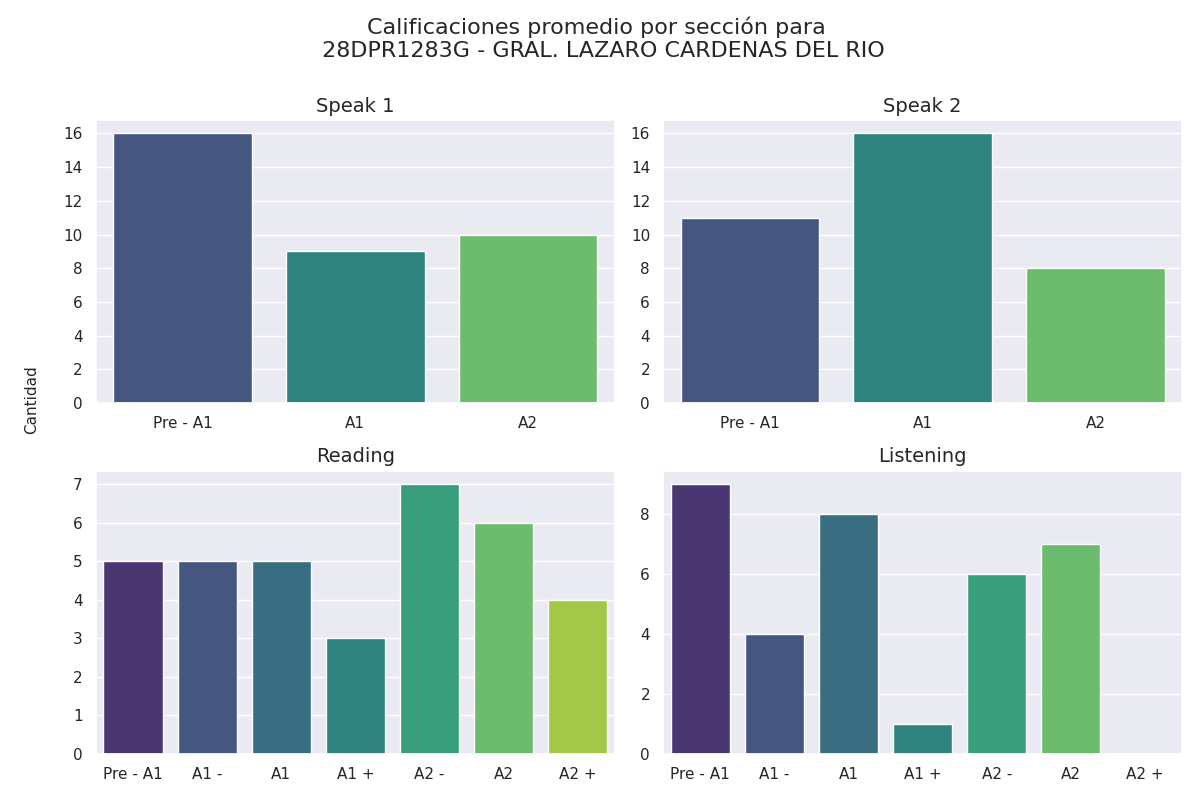 Calificaciones promedio por sección para
28DPR1283G - GRAL. LAZARO CARDENAS DEL RIO
Cantidad
Speak 1
16
14
12
10
8
6
4
2
0
Pre - A1 A1 A2
Speak 2
16
14
12
10
8
6
4
2
0
Pre - A1 A1 A2
Reading
7
6
5
4
3
2
1
0
Pre - A1 A1 - A1 A1 + A2 - A2 A2 +
Listening
8
6
4
2
0
Pre - A1 A1 - A1 A1 + A2 - A2 A2 +